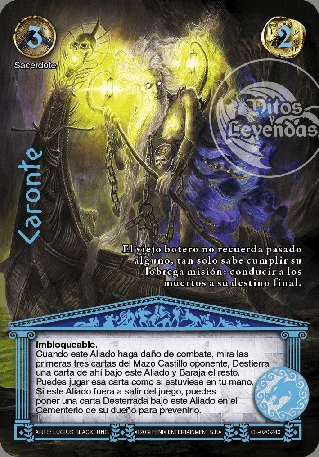 3
2
Sacerdote
Mitos y
Leyendas
Caronte
El viejo botero no recuerda pasado
alguno, tan solo sabe cumplir su
lóbrega misión: conducir a los
muertos a su destino final.
Imbloqueable.
Cuando este Aliado haga daño de combate, mira las
primeras tres cartas del Mazo Castillo oponente, Destierra
una carta de ahí bajo este Aliado y Baraja el resto.
Puedes jugar esa carta como si estuviese en tu mano.
Si este Aliado fuera a salir del juego, puedes
poner una carta Desterrada bajo este Aliado en el
Cementerio de su dueño para prevenirlo.